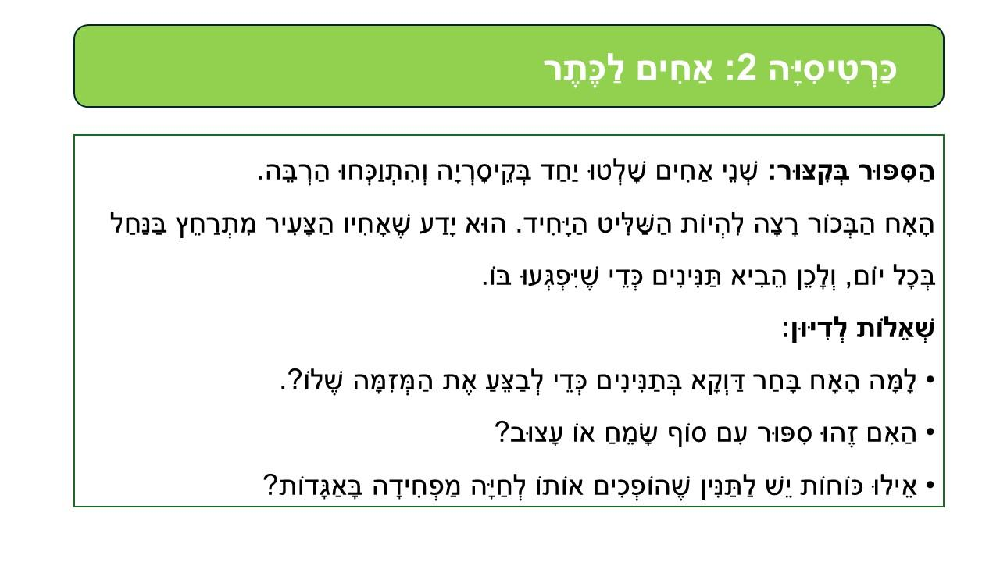 כַּרְטִיסִיָּה 2: אַחִים לַכֶּתֶר
הַסִּפּוּר בְּקִצּוּר: שְׁנֵי אַחִים שָׁלְטוּ יַחַד בְּקֵיסָרְיָה וְהִתְוַכְּחוּ הַרְבֵּה.
הָאָח הַבְּכוֹר רָצָה לִהְיוֹת הַשַּׁלִּיט הַיָּחִיד. הוּא יָדַע שֶׁאָחִיו הַצָּעִיר מִתְרַחֵץ בַּנַּחַל
בְּכָל יוֹם, וְלָכֵן הֵבִיא תַּנִּינִים כְּדֵי שֶׁיִּפְגְּעוּ בּוֹ.
שְׁאֵלוֹת לְדִיּוּן:
• לָמָּה הָאָח בָּחַר דַּוְקָא בְּתַנִּינִים כְּדֵי לְבַצֵּעַ אֶת הַמְּזִמָּה שֶׁלוֹ?.
• הַאִם זֶהוּ סִפּוּר עִם סוֹף שָׂמֵחַ אוֹ עָצוּב?
• אֵילוּ כּוֹחוֹת יֵשׁ לַתַּנִּין שֶׁהוֹפְכִים אוֹתוֹ לְחַיָּה מַפְחִידָה בָּאַגָּדוֹת?